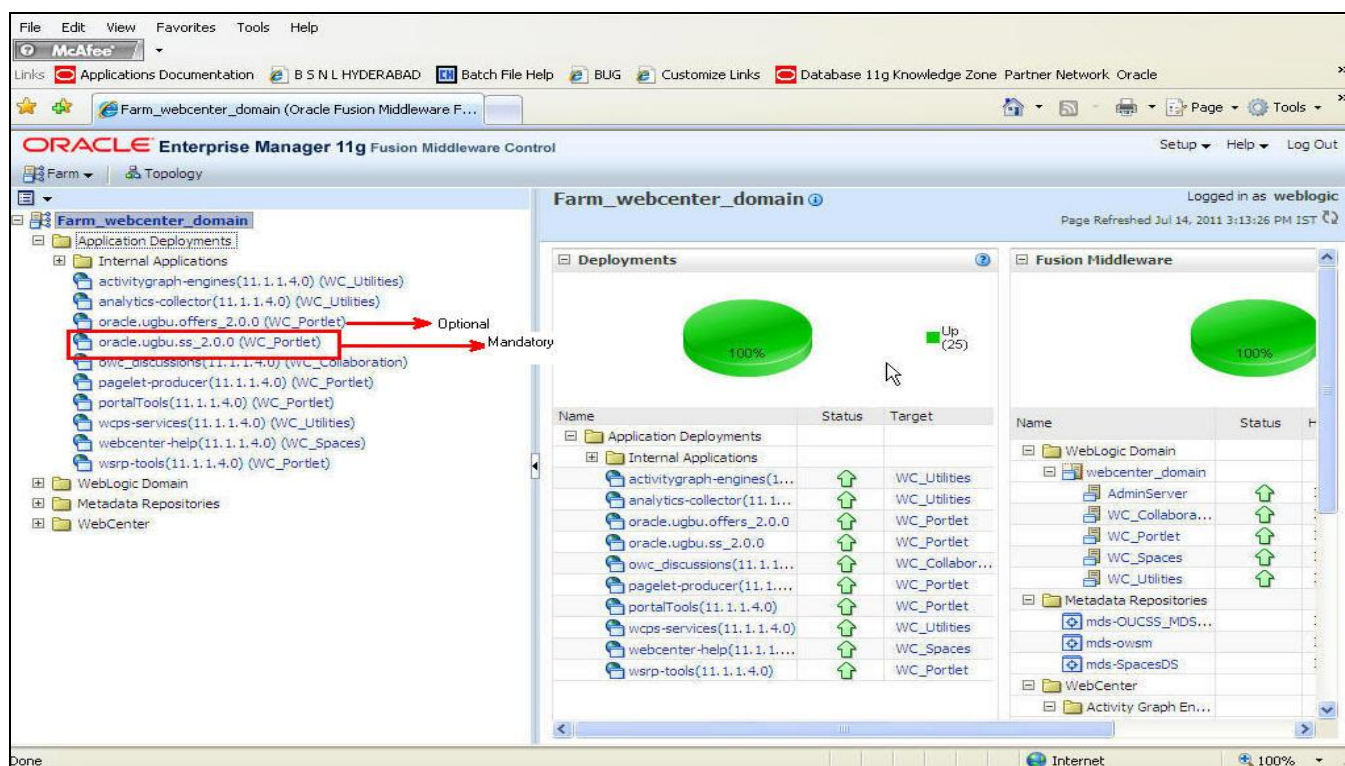 File Edit View Favorites Tools Help
McAfee
Links Applications Documentation B S N L HYDERABAD Batch File Help BUG Customize Links Database 11g Knowledge Zone Partner Network Oracle
Farm_webcenter_domain (Oracle Fusion Middleware F... Page Tools
ORACLE Enterprise Manager 11g Fusion Middleware Control Setup Help Log Out
Farm Topology
Farm_webcenter_domain
Application Deployments
Internal Applications
activitygraph-engines(11.1.1.4.0) (WC_Utilities)
analytics-collector(11.1.1.4.0) (WC_Utilities)
oracle.ugbu.offers_2.0.0 (WC_Portlet) Optional
oracle.ugbu.ss_2.0.0 (WC_Portlet) Mandatory
owc_discussions(11.1.1.4.0) (WC_Collaboration)
pagelet-producer(11.1.1.4.0) (WC_Portlet)
portalTools(11.1.1.4.0) (WC_Portlet)
wcps-services(11.1.1.4.0) (WC_Utilities)
webcenter-help(11.1.1.4.0) (WC_Spaces)
wsrp-tools(11.1.1.4.0) (WC_Portlet)
WebLogic Domain
Metadata Repositories
WebCenter
Farm_webcenter_domain
Logged in as weblogic
Page Refreshed Jul 14, 2011 3:13:26 PM IST
Deployments
100%
Up
(25)
Name Status Target
Application Deployments
Internal Applications
activitygraph-engines(1... WC_Utilities
analytics-collector(11.1... WC_Utilities
oracle.ugbu.offers_2.0.0 WC_Portlet
oracle.ugbu.ss_2.0.0 WC_Portlet
owc_discussions(11.1.1... WC_Collabor...
pagelet-producer(11.1.... WC_Portlet
portalTools(11.1.1.4.0) WC_Portlet
wcps-services(11.1.1.4.0) WC_Utilities
webcenter-help(11.1.1.... WC_Spaces
wsrp-tools(11.1.1.4.0) WC_Portlet
Fusion Middleware
100%
Name Status
WebLogic Domain
webcenter_domain
AdminServer
WC_Collabora...
WC_Portlet
WC_Spaces
WC_Utilities
Metadata Repositories
mds-OUCSS_MDS...
mds-owsm
mds-SpacesDS
WebCenter
Activity Graph En...
Done Internet 100%